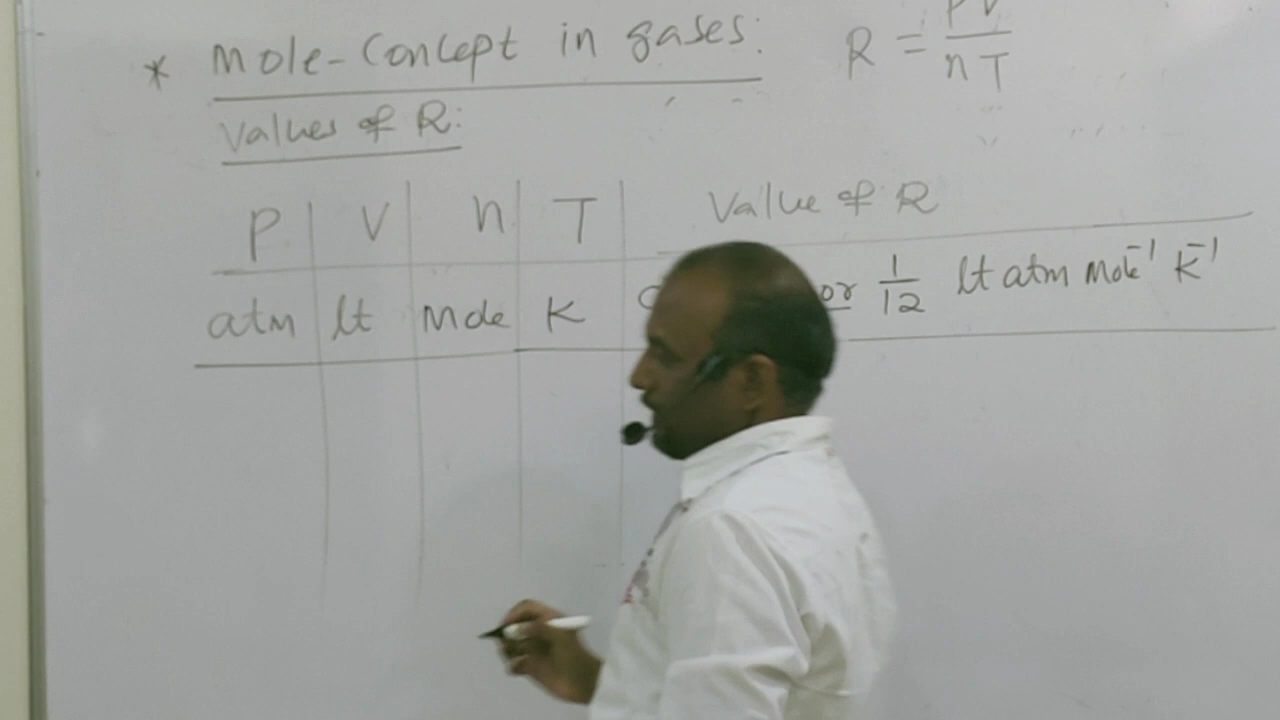 * Mole-Concept in gases: R = PV/nT
Values of R:
P V n T Value of R
atm lt mole K or 1/12 lt atm mole⁻¹ K⁻¹